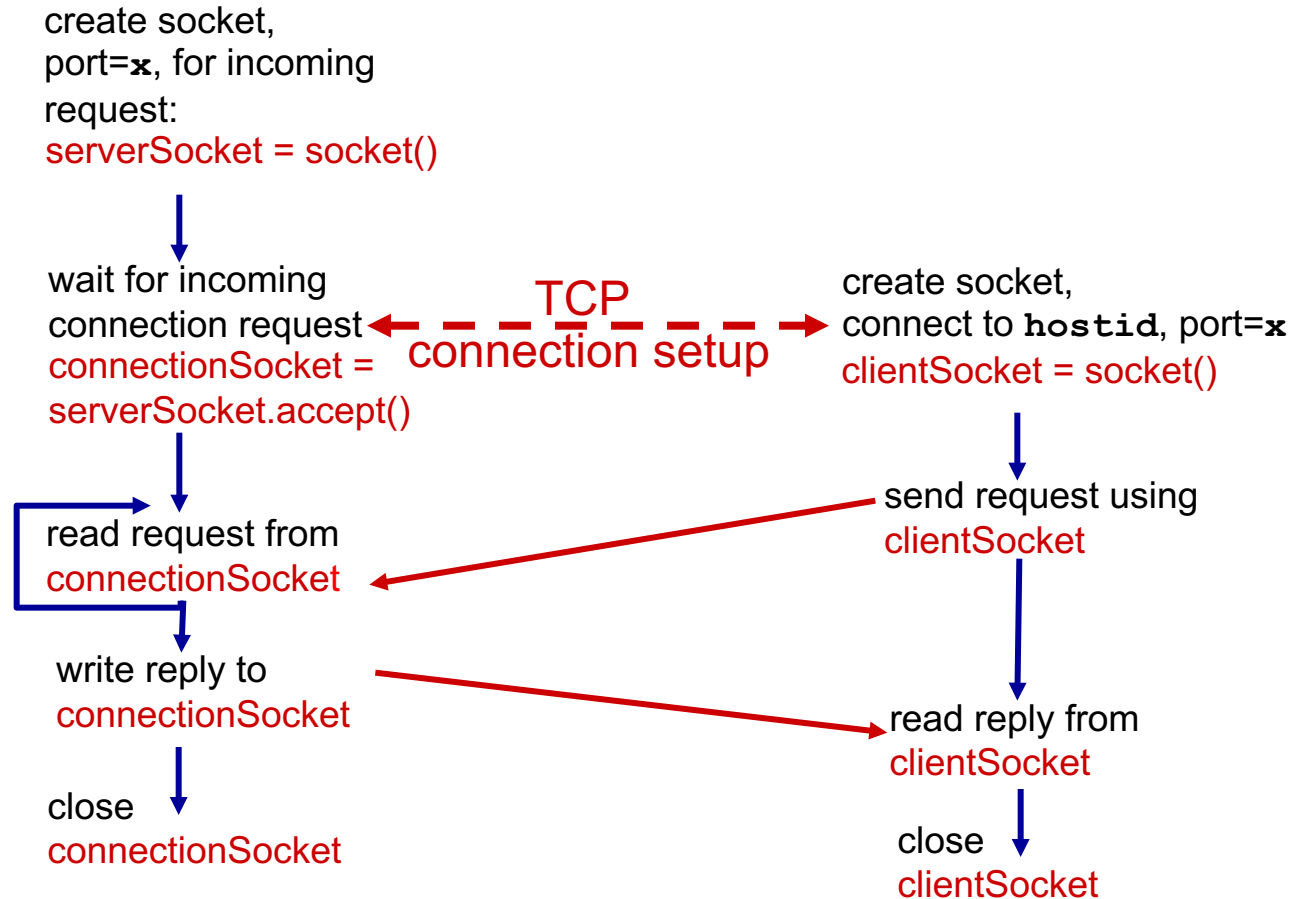 create socket,
port=x, for incoming
request:
serverSocket = socket()
wait for incoming
connection request
connectionSocket =
serverSocket.accept()
TCP
connection setup
create socket,
connect to hostid, port=x
clientSocket = socket()
send request using
clientSocket
read request from
connectionSocket
write reply to
connectionSocket
read reply from
clientSocket
close
connectionSocket
close
clientSocket